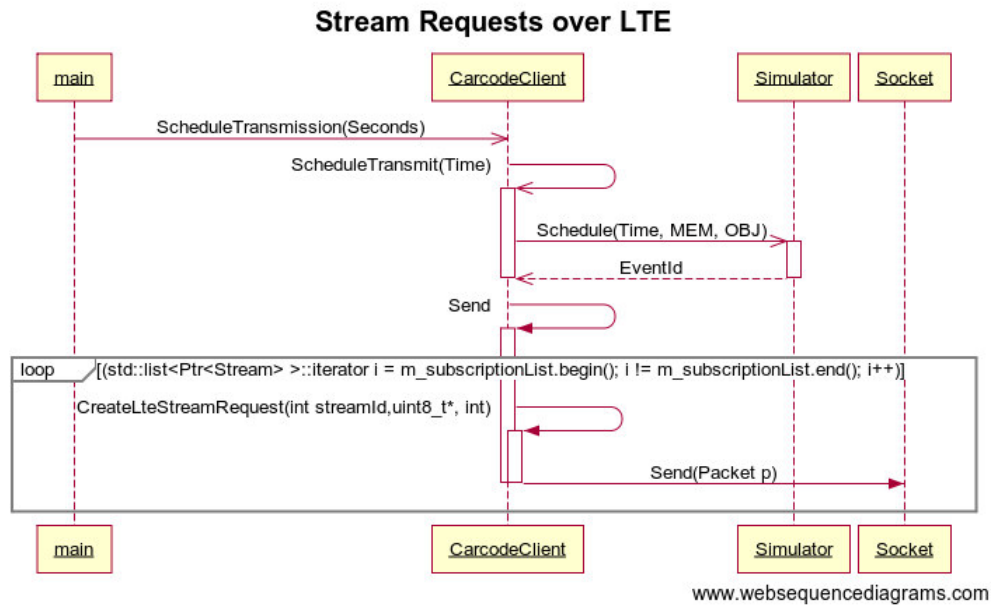 Stream Requests over LTE
main
CarcodeClient
Simulator
Socket
ScheduleTransmission(Seconds)
ScheduleTransmit(Time)
Schedule(Time, MEM, OBJ)
EventId
Send
loop
[(std::list<Ptr<Stream> >::iterator i = m_subscriptionList.begin(); i != m_subscriptionList.end(); i++)]
CreateLteStreamRequest(int streamId,uint8_t*, int)
Send(Packet p)
main
CarcodeClient
Simulator
Socket
www.websequencediagrams.com